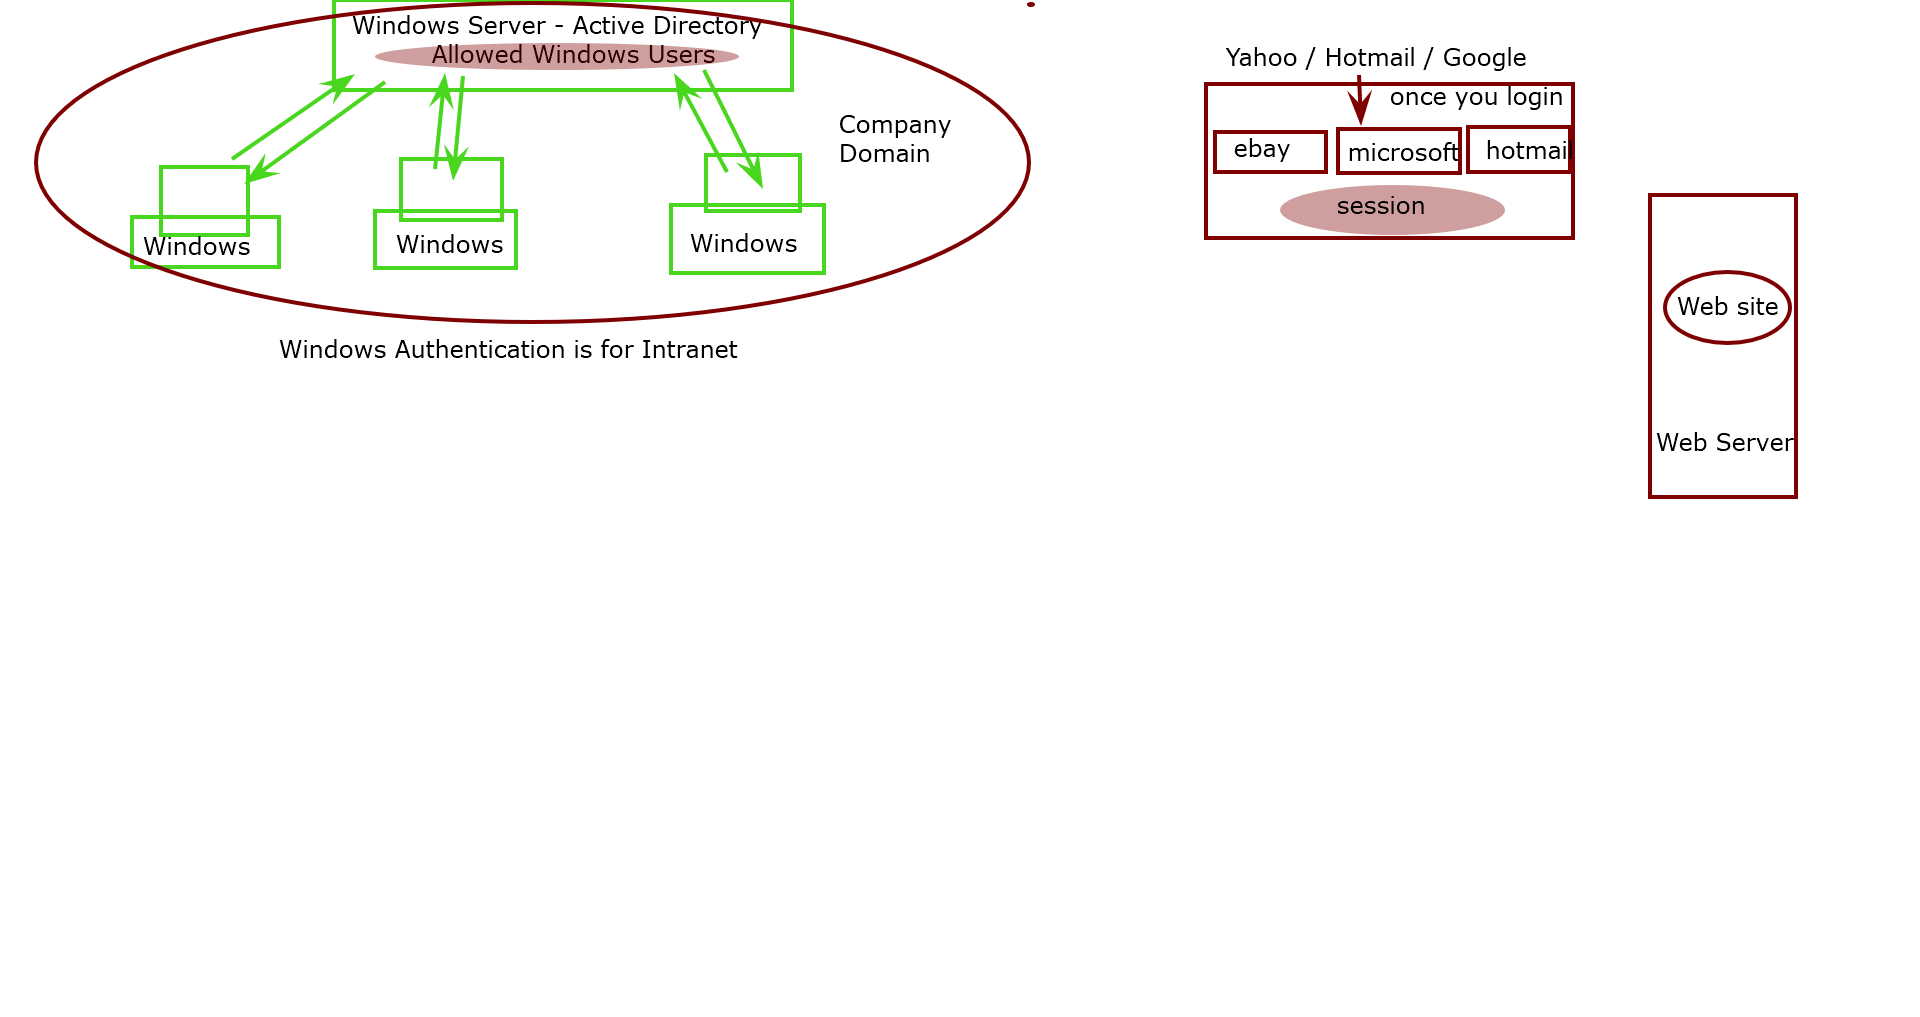 Windows Server - Active Directory
Allowed Windows Users
Company
Domain
Windows
Windows
Windows
Windows Authentication is for Intranet
Yahoo / Hotmail / Google
once you login
ebay
microsoft
hotmail
session
Web site
Web Server